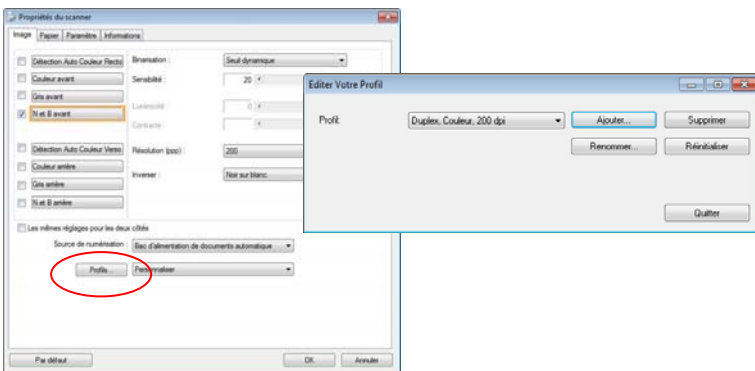 Propriétés du scanner
Image Papier Paramètre Informations
Détection Auto Couleur Recto
Couleur avant
Gris avant
N et B avant
Détection Auto Couleur Verso
Couleur arrière
Gris arrière
N et B arrière
Binarisation : Seuil dynamique
Sensibilité : 20
Luminosité : 0
Contraste :
Résolution (ppp) : 200
Inverser : Noir sur blanc
Les mêmes réglages pour les deux côtés
Source de numérisation : Bac d'alimentation de documents automatique
Profils... Personnaliser
Par défaut OK Annuler
Editer Votre Profil
Profil: Duplex, Couleur, 200 dpi Ajouter... Supprimer
Renommer... Réinitialiser
Quitter